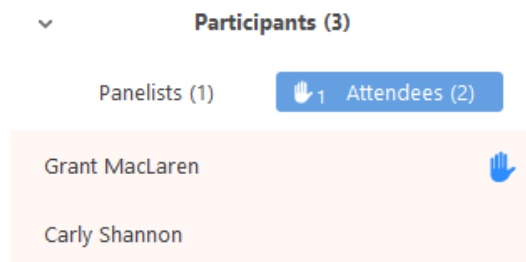 Participants (3)
Panelists (1) 1 Attendees (2)
Grant MacLaren
Carly Shannon